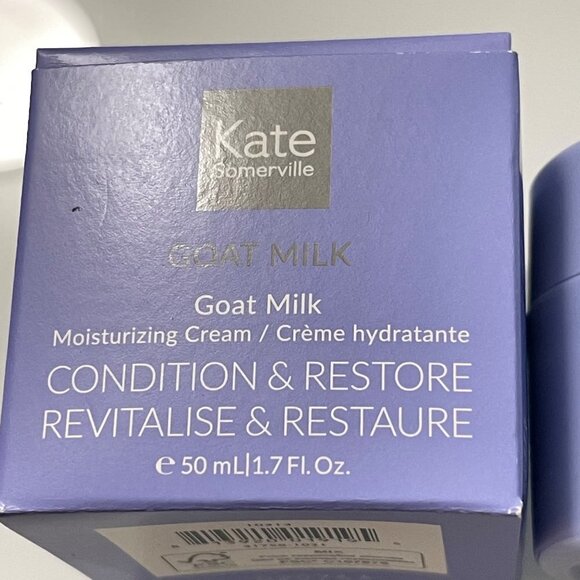 Kate
Somerville
GOAT MILK
Goat Milk
Moisturizing Cream / Crème hydratante
CONDITION & RESTORE
REVITALISE & RESTAURE
℮ 50 mL|1.7 Fl. Oz.